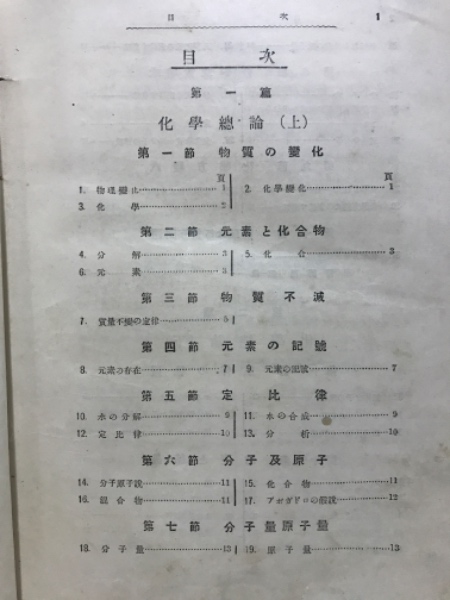 目 次 1
目 次
第 一 篇
化 學 總 論 (上)
第 一 節 物 質 の 變 化
頁 頁
1. 物理變化 1 2. 化學變化 1
3. 化 學 2
第 二 節 元 素 と 化 合 物
4. 分 解 3 5. 化 合 3
6. 元 素 3
第 三 節 物 質 不 滅
7. 質量不變の定律 5
第 四 節 元 素 の 記 號
8. 元素の存在 7 9. 元素の記號 7
第 五 節 定 比 律
10. 水の分解 9 11. 水の合成 9
12. 定 比 律 10 13. 分 析 10
第 六 節 分 子 及 原 子
14. 分子原子說 11 15. 化 合 物 11
16. 混 合 物 11 17. アボガドロの假說 12
第 七 節 分 子 量 原 子 量
18. 分 子 量 13 19. 原 子 量 13